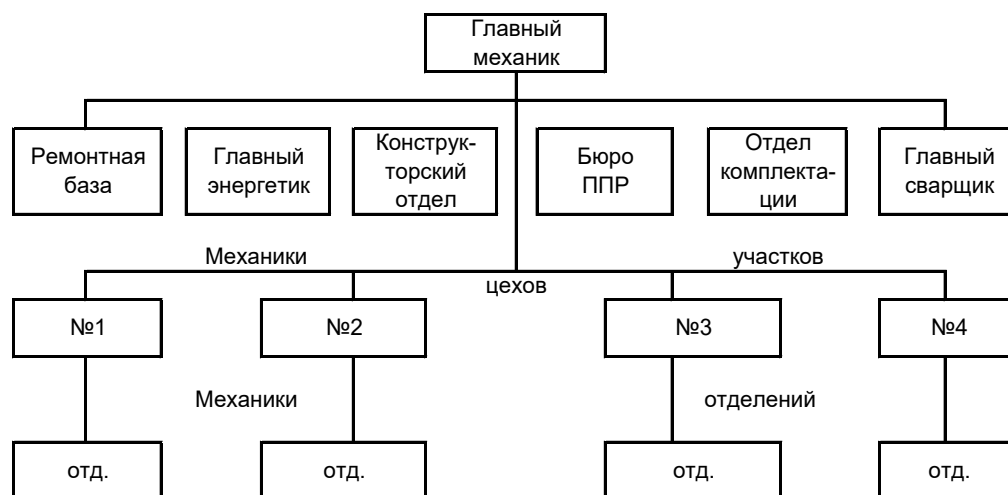 Главный
механик
Ремонтная
база
Главный
энергетик
Конструк-
торский
отдел
Бюро
ППР
Отдел
комплекта-
ции
Главный
сварщик
Механики
цехов
участков
№1
№2
№3
№4
Механики
отделений
отд.
отд.
отд.
отд.